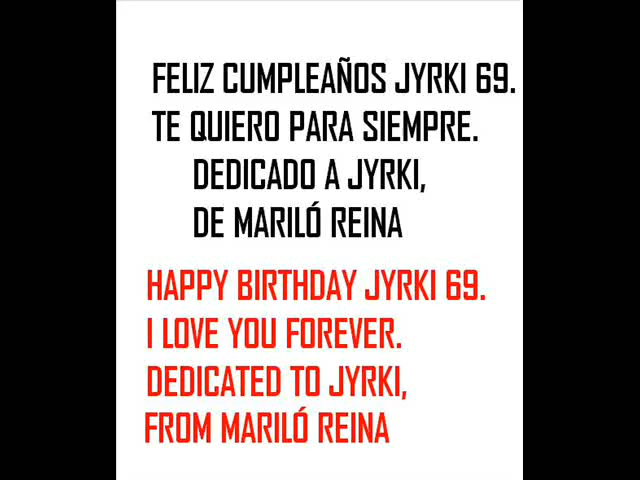 FELIZ CUMPLEAÑOS JYRKI 69.
TE QUIERO PARA SIEMPRE.
DEDICADO A JYRKI,
DE MARILÓ REINA
HAPPY BIRTHDAY JYRKI 69.
I LOVE YOU FOREVER.
DEDICATED TO JYRKI,
FROM MARILÓ REINA